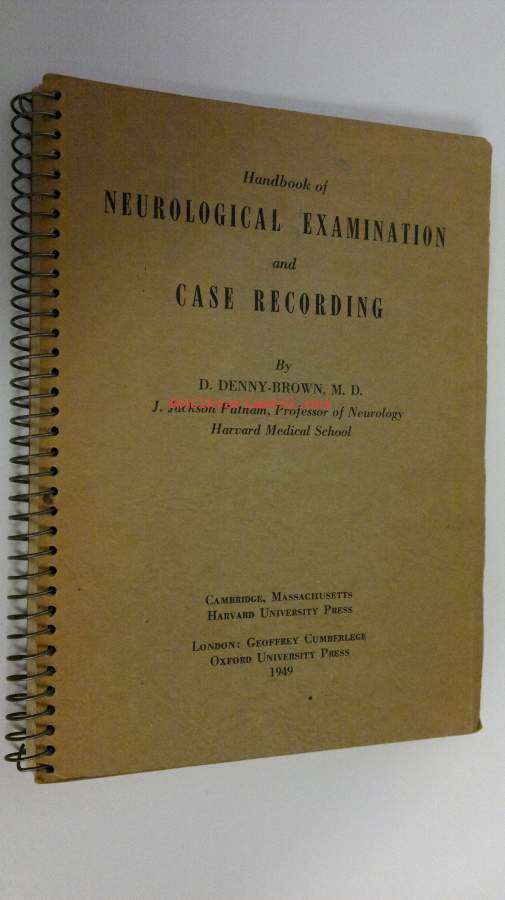 Handbook of
NEUROLOGICAL EXAMINATION
and
CASE RECORDING
By
D. DENNY-BROWN, M. D.
J. Jackson Putnam, Professor of Neurology
Harvard Medical School
CAMBRIDGE, MASSACHUSETTS
HARVARD UNIVERSITY PRESS
LONDON: GEOFFREY CUMBERLEGE
OXFORD UNIVERSITY PRESS
1949